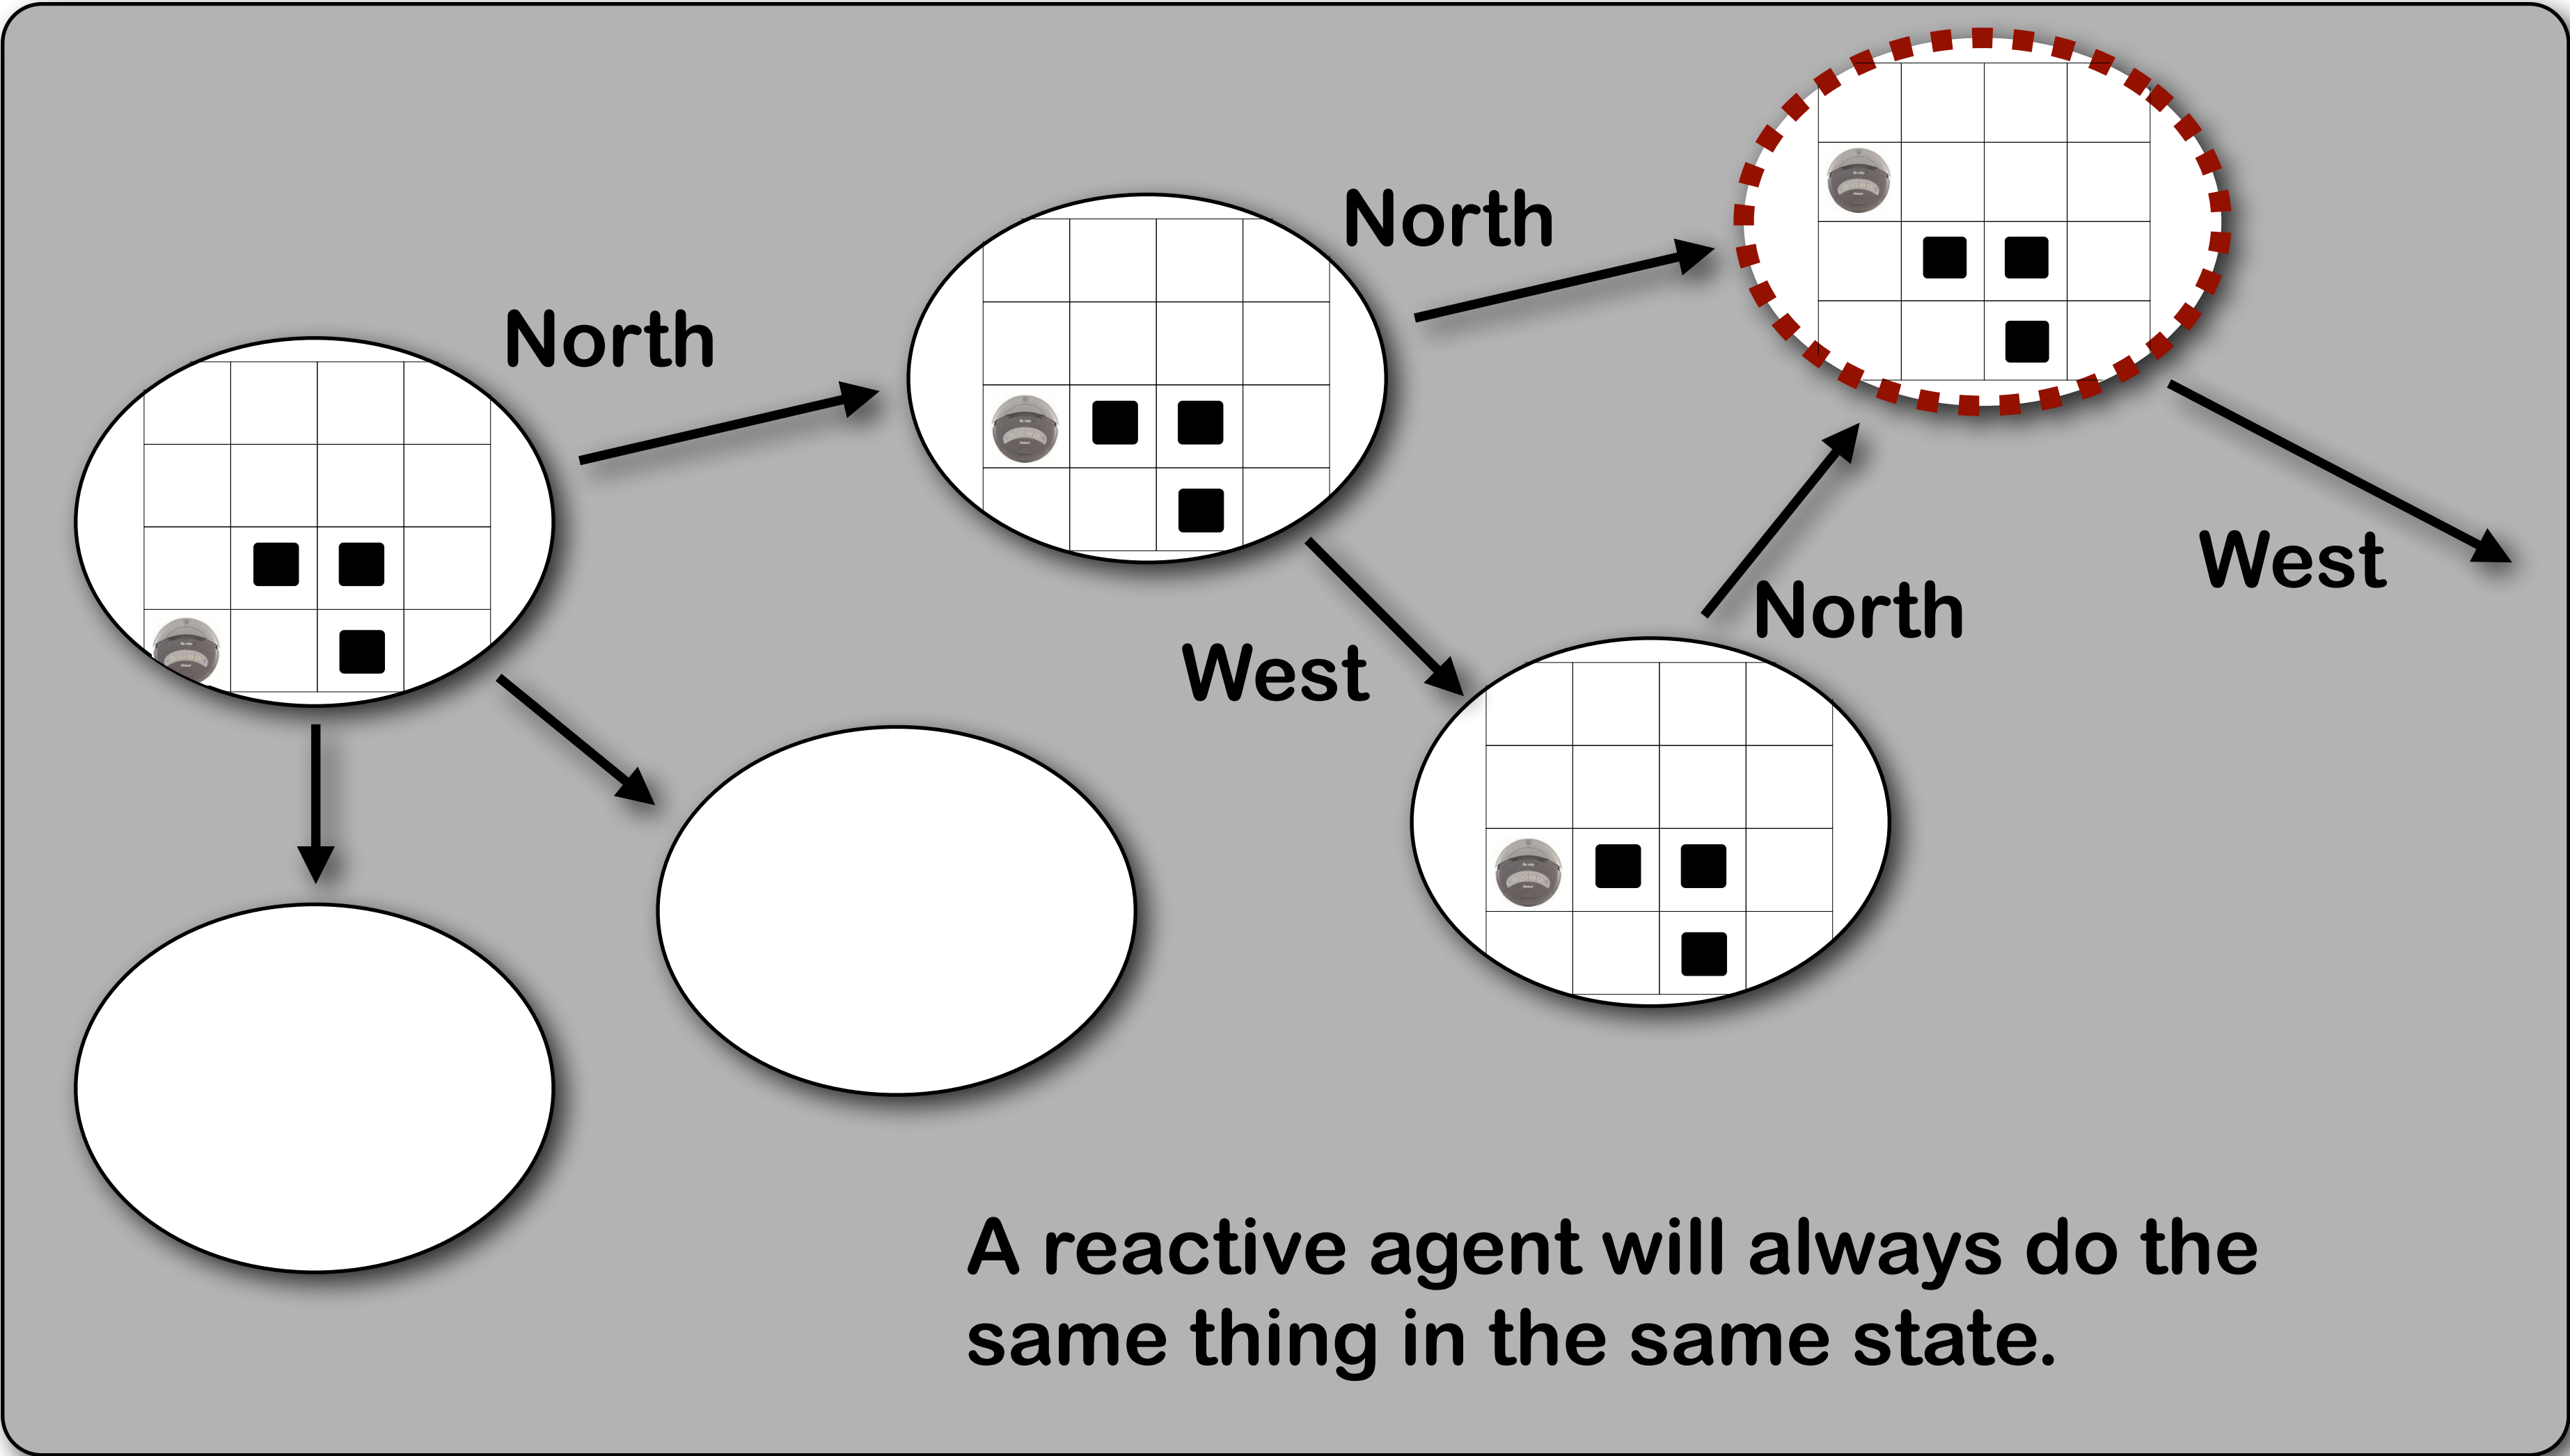 North
North
West
North
West
A reactive agent will always do the
same thing in the same state.